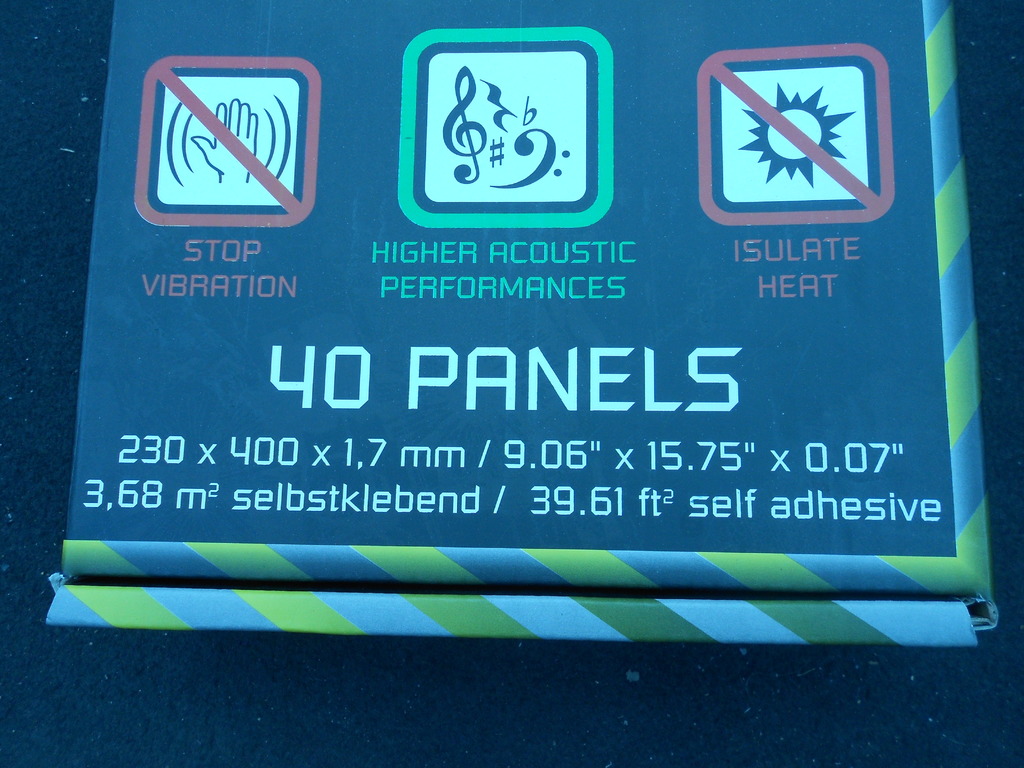 STOP
VIBRATION
HIGHER ACOUSTIC
PERFORMANCES
ISULATE
HEAT
40 PANELS
230 x 400 x 1,7 mm / 9.06" x 15.75" x 0.07"
3,68 m² selbstklebend / 39.61 ft² self adhesive